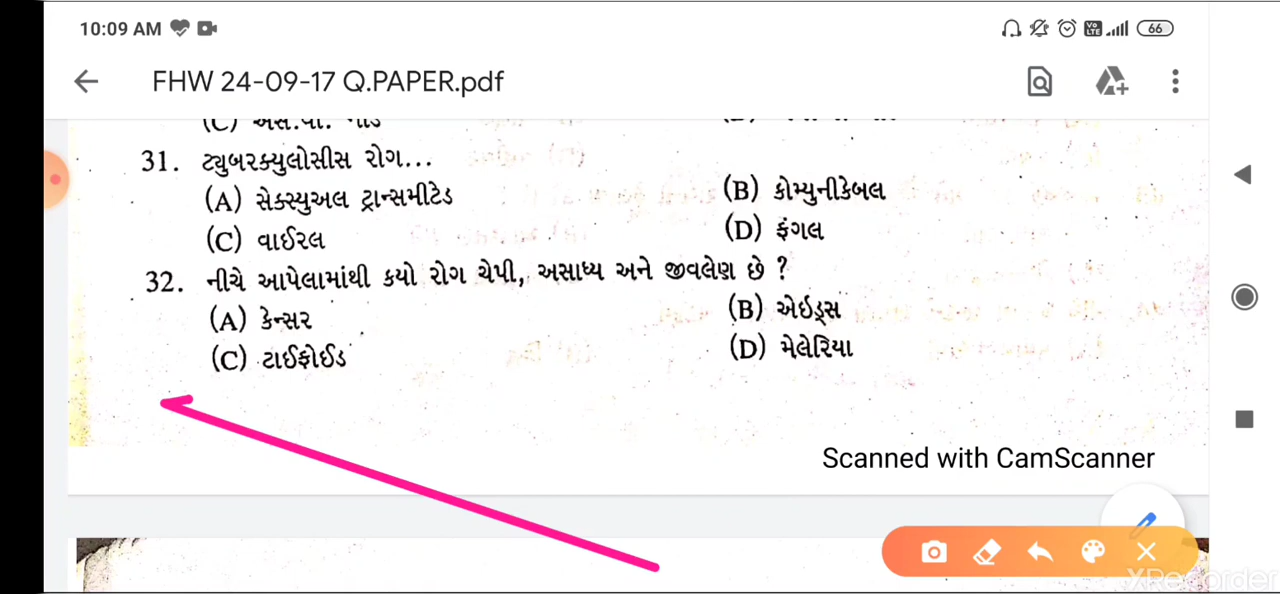 10:09 AM
66
FHW 24-09-17 Q.PAPER.pdf
31. ટ્યુબરક્યુલોસીસ રોગ...
(A) સેક્સ્યુઅલ ટ્રાન્સમીટેડ (B) કોમ્યુનીકેબલ
(C) વાઈરલ (D) ફંગલ
32. નીચે આપેલામાંથી કયો રોગ ચેપી, અસાધ્ય અને જીવલેણ છે ?
(A) કેન્સર (B) એઇડ્સ
(C) ટાઈફોઈડ (D) મેલેરિયા
Scanned with CamScanner
XRecorder